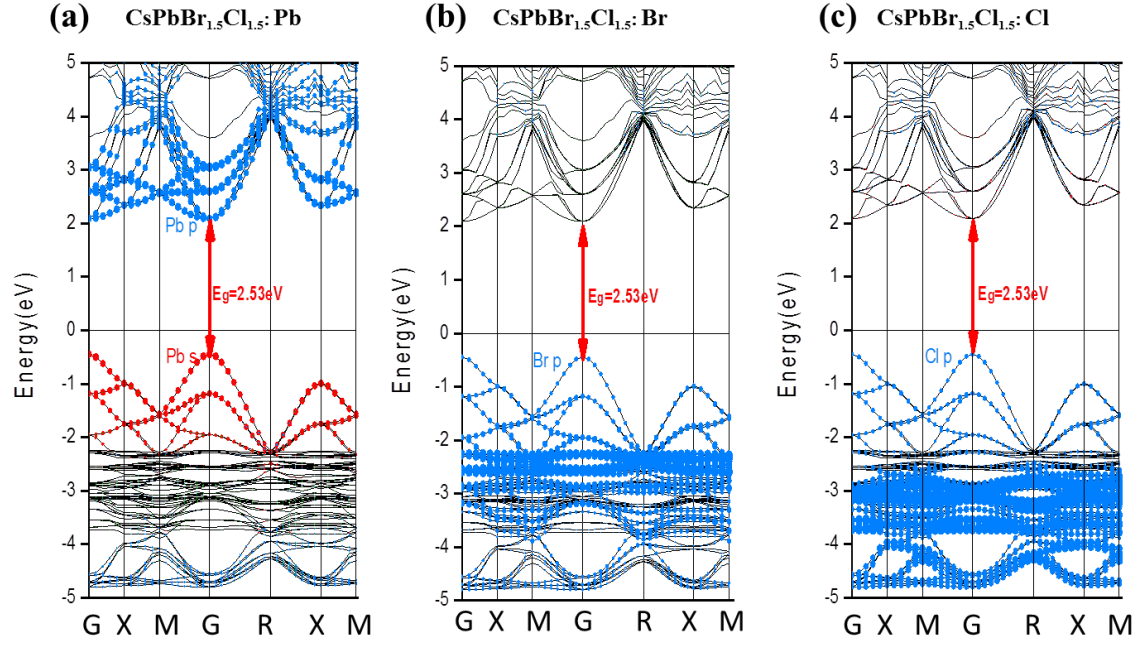 (a) CsPbBr1.5Cl1.5: Pb
(b) CsPbBr1.5Cl1.5: Br
(c) CsPbBr1.5Cl1.5: Cl
Energy(eV)
5
4
3
2
1
0
-1
-2
-3
-4
-5
Pb p
Eg=2.53eV
Pb s
G X M G R X M
Energy(eV)
5
4
3
2
1
0
-1
-2
-3
-4
-5
Eg=2.53eV
Br p
G X M G R X M
Energy(eV)
5
4
3
2
1
0
-1
-2
-3
-4
-5
Eg=2.53eV
Cl p
G X M G R X M